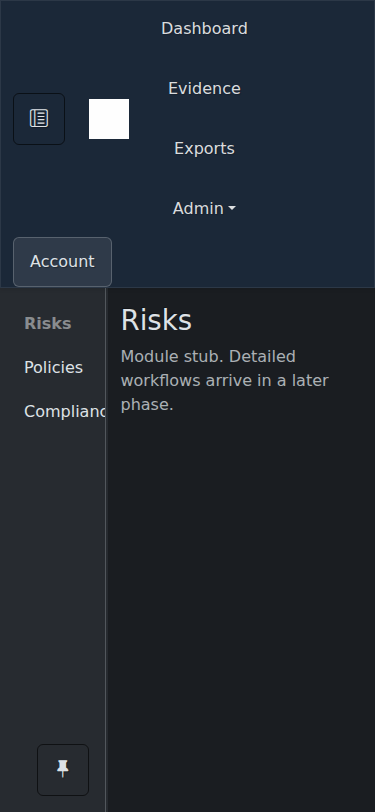 Dashboard
Evidence
Exports
Admin
Account
Risks
Policies
Complianc
Risks
Module stub. Detailed
workflows arrive in a later
phase.